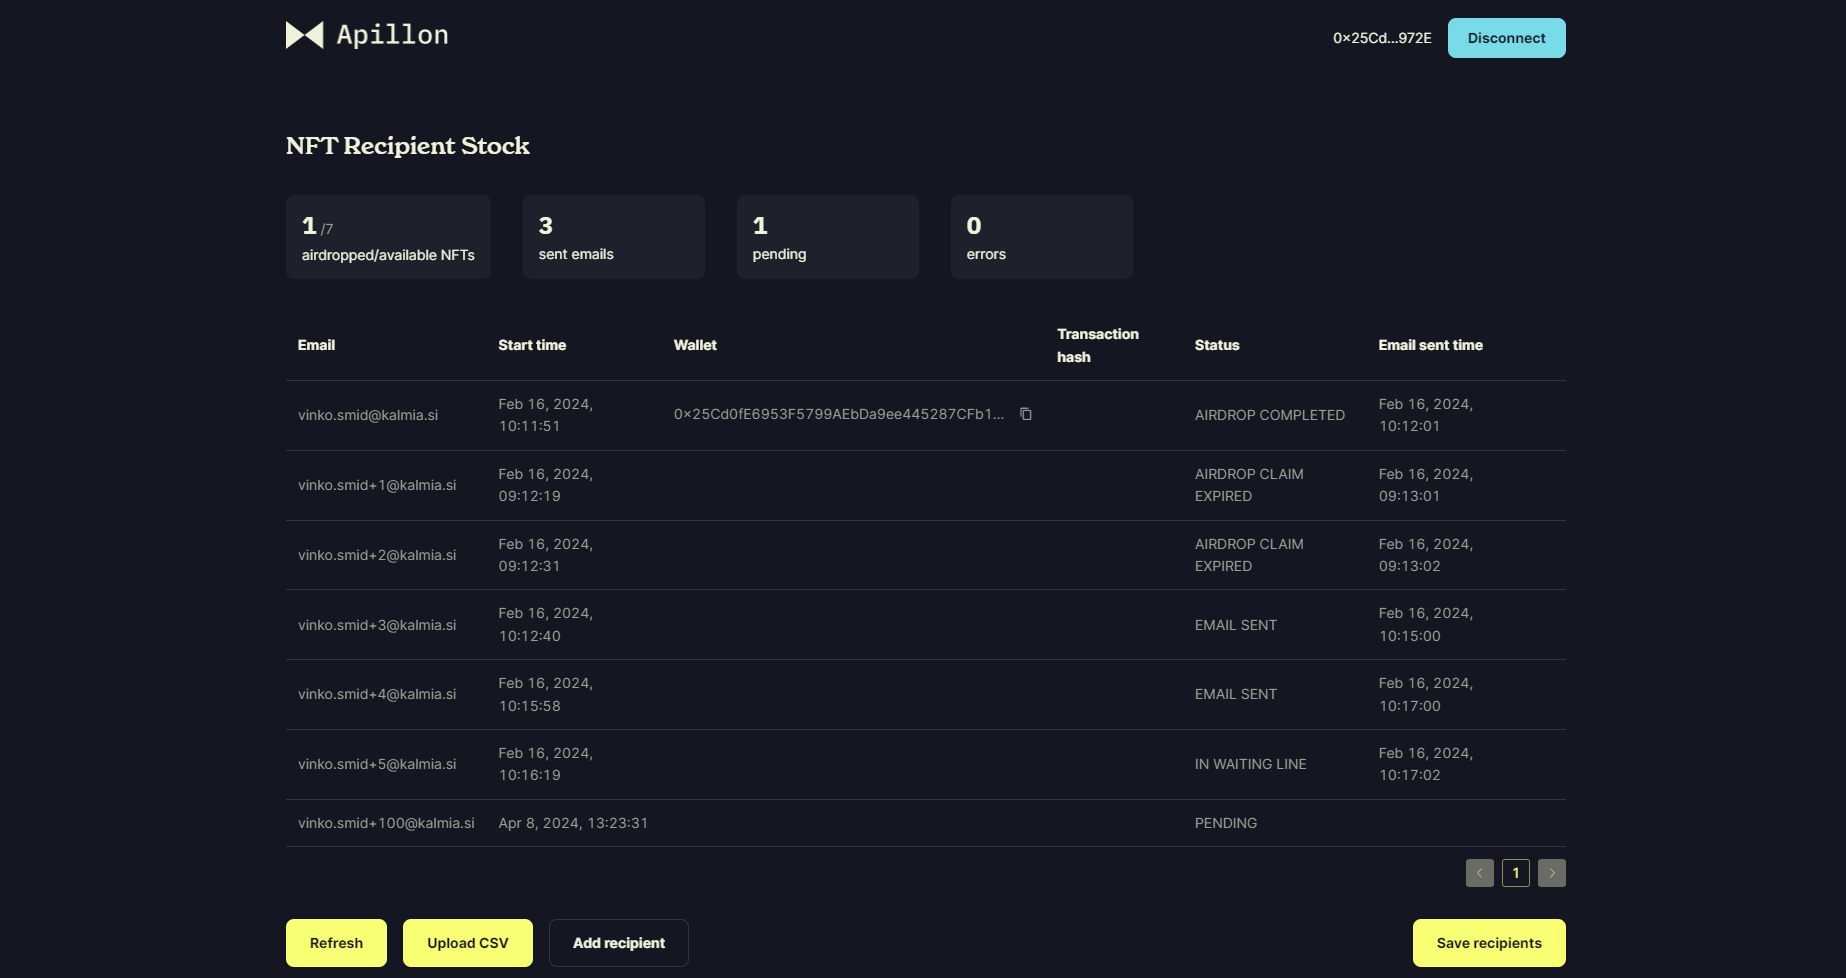 Apillon
0x25Cd...972E
Disconnect
NFT Recipient Stock
1 /7
airdropped/available NFTs
3
sent emails
1
pending
0
errors
Email
Start time
Wallet
Transaction
hash
Status
Email sent time
vinko.smid@kalmia.si
Feb 16, 2024,
10:11:51
0x25Cd0fE6953F5799AEbDa9ee445287CFb1...
AIRDROP COMPLETED
Feb 16, 2024,
10:12:01
vinko.smid+1@kalmia.si
Feb 16, 2024,
09:12:19
AIRDROP CLAIM
EXPIRED
Feb 16, 2024,
09:13:01
vinko.smid+2@kalmia.si
Feb 16, 2024,
09:12:31
AIRDROP CLAIM
EXPIRED
Feb 16, 2024,
09:13:02
vinko.smid+3@kalmia.si
Feb 16, 2024,
10:12:40
EMAIL SENT
Feb 16, 2024,
10:15:00
vinko.smid+4@kalmia.si
Feb 16, 2024,
10:15:58
EMAIL SENT
Feb 16, 2024,
10:17:00
vinko.smid+5@kalmia.si
Feb 16, 2024,
10:16:19
IN WAITING LINE
Feb 16, 2024,
10:17:02
vinko.smid+100@kalmia.si
Apr 8, 2024, 13:23:31
PENDING
1
Refresh
Upload CSV
Add recipient
Save recipients